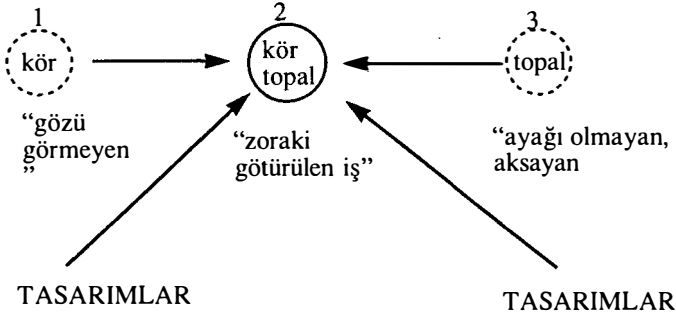 1
2
3
kör
kör
topal
topal
“gözü
görmeyen
”
“zoraki
götürülen iş”
“ayağı olmayan,
aksayan
TASARIMLAR
TASARIMLAR